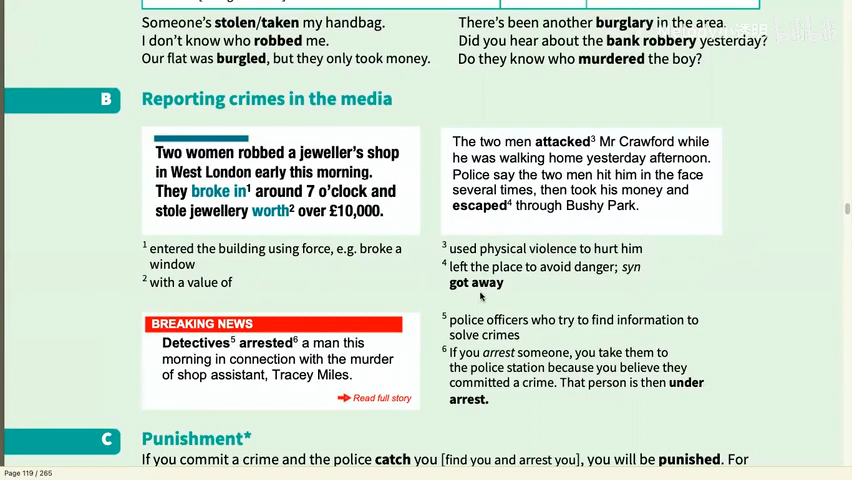 Someone's stolen/taken my handbag.
I don't know who robbed me.
Our flat was burgled, but they only took money.
There's been another burglary in the area.
Did you hear about the bank robbery yesterday?
Do they know who murdered the boy?
B
Reporting crimes in the media
Two women robbed a jeweller's shop
in West London early this morning.
They broke in1 around 7 o'clock and
stole jewellery worth2 over £10,000.
1 entered the building using force, e.g. broke a
window
2 with a value of
The two men attacked3 Mr Crawford while
he was walking home yesterday afternoon.
Police say the two men hit him in the face
several times, then took his money and
escaped4 through Bushy Park.
3 used physical violence to hurt him
4 left the place to avoid danger; syn
got away
BREAKING NEWS
Detectives5 arrested6 a man this
morning in connection with the murder
of shop assistant, Tracey Miles.
Read full story
5 police officers who try to find information to
solve crimes
6 If you arrest someone, you take them to
the police station because you believe they
committed a crime. That person is then under
arrest.
C
Punishment*
If you commit a crime and the police catch you [find you and arrest you], you will be punished. For
Page 119 / 265